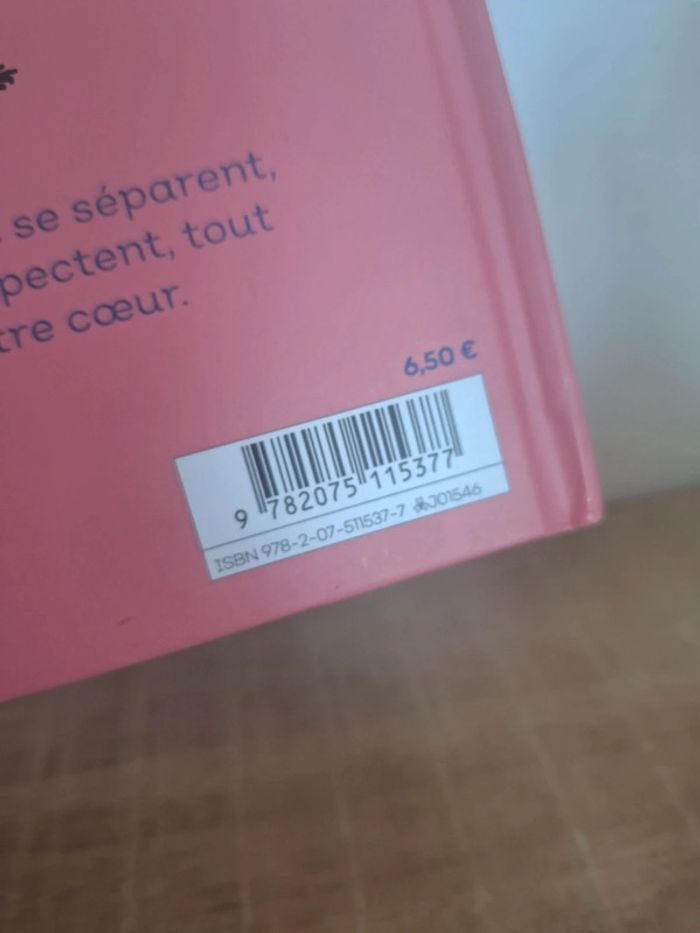 se séparent,
pectent, tout
tre cœur.
6,50 €
9 782075 115377
ISBN 978-2-07-511537-7 J01546